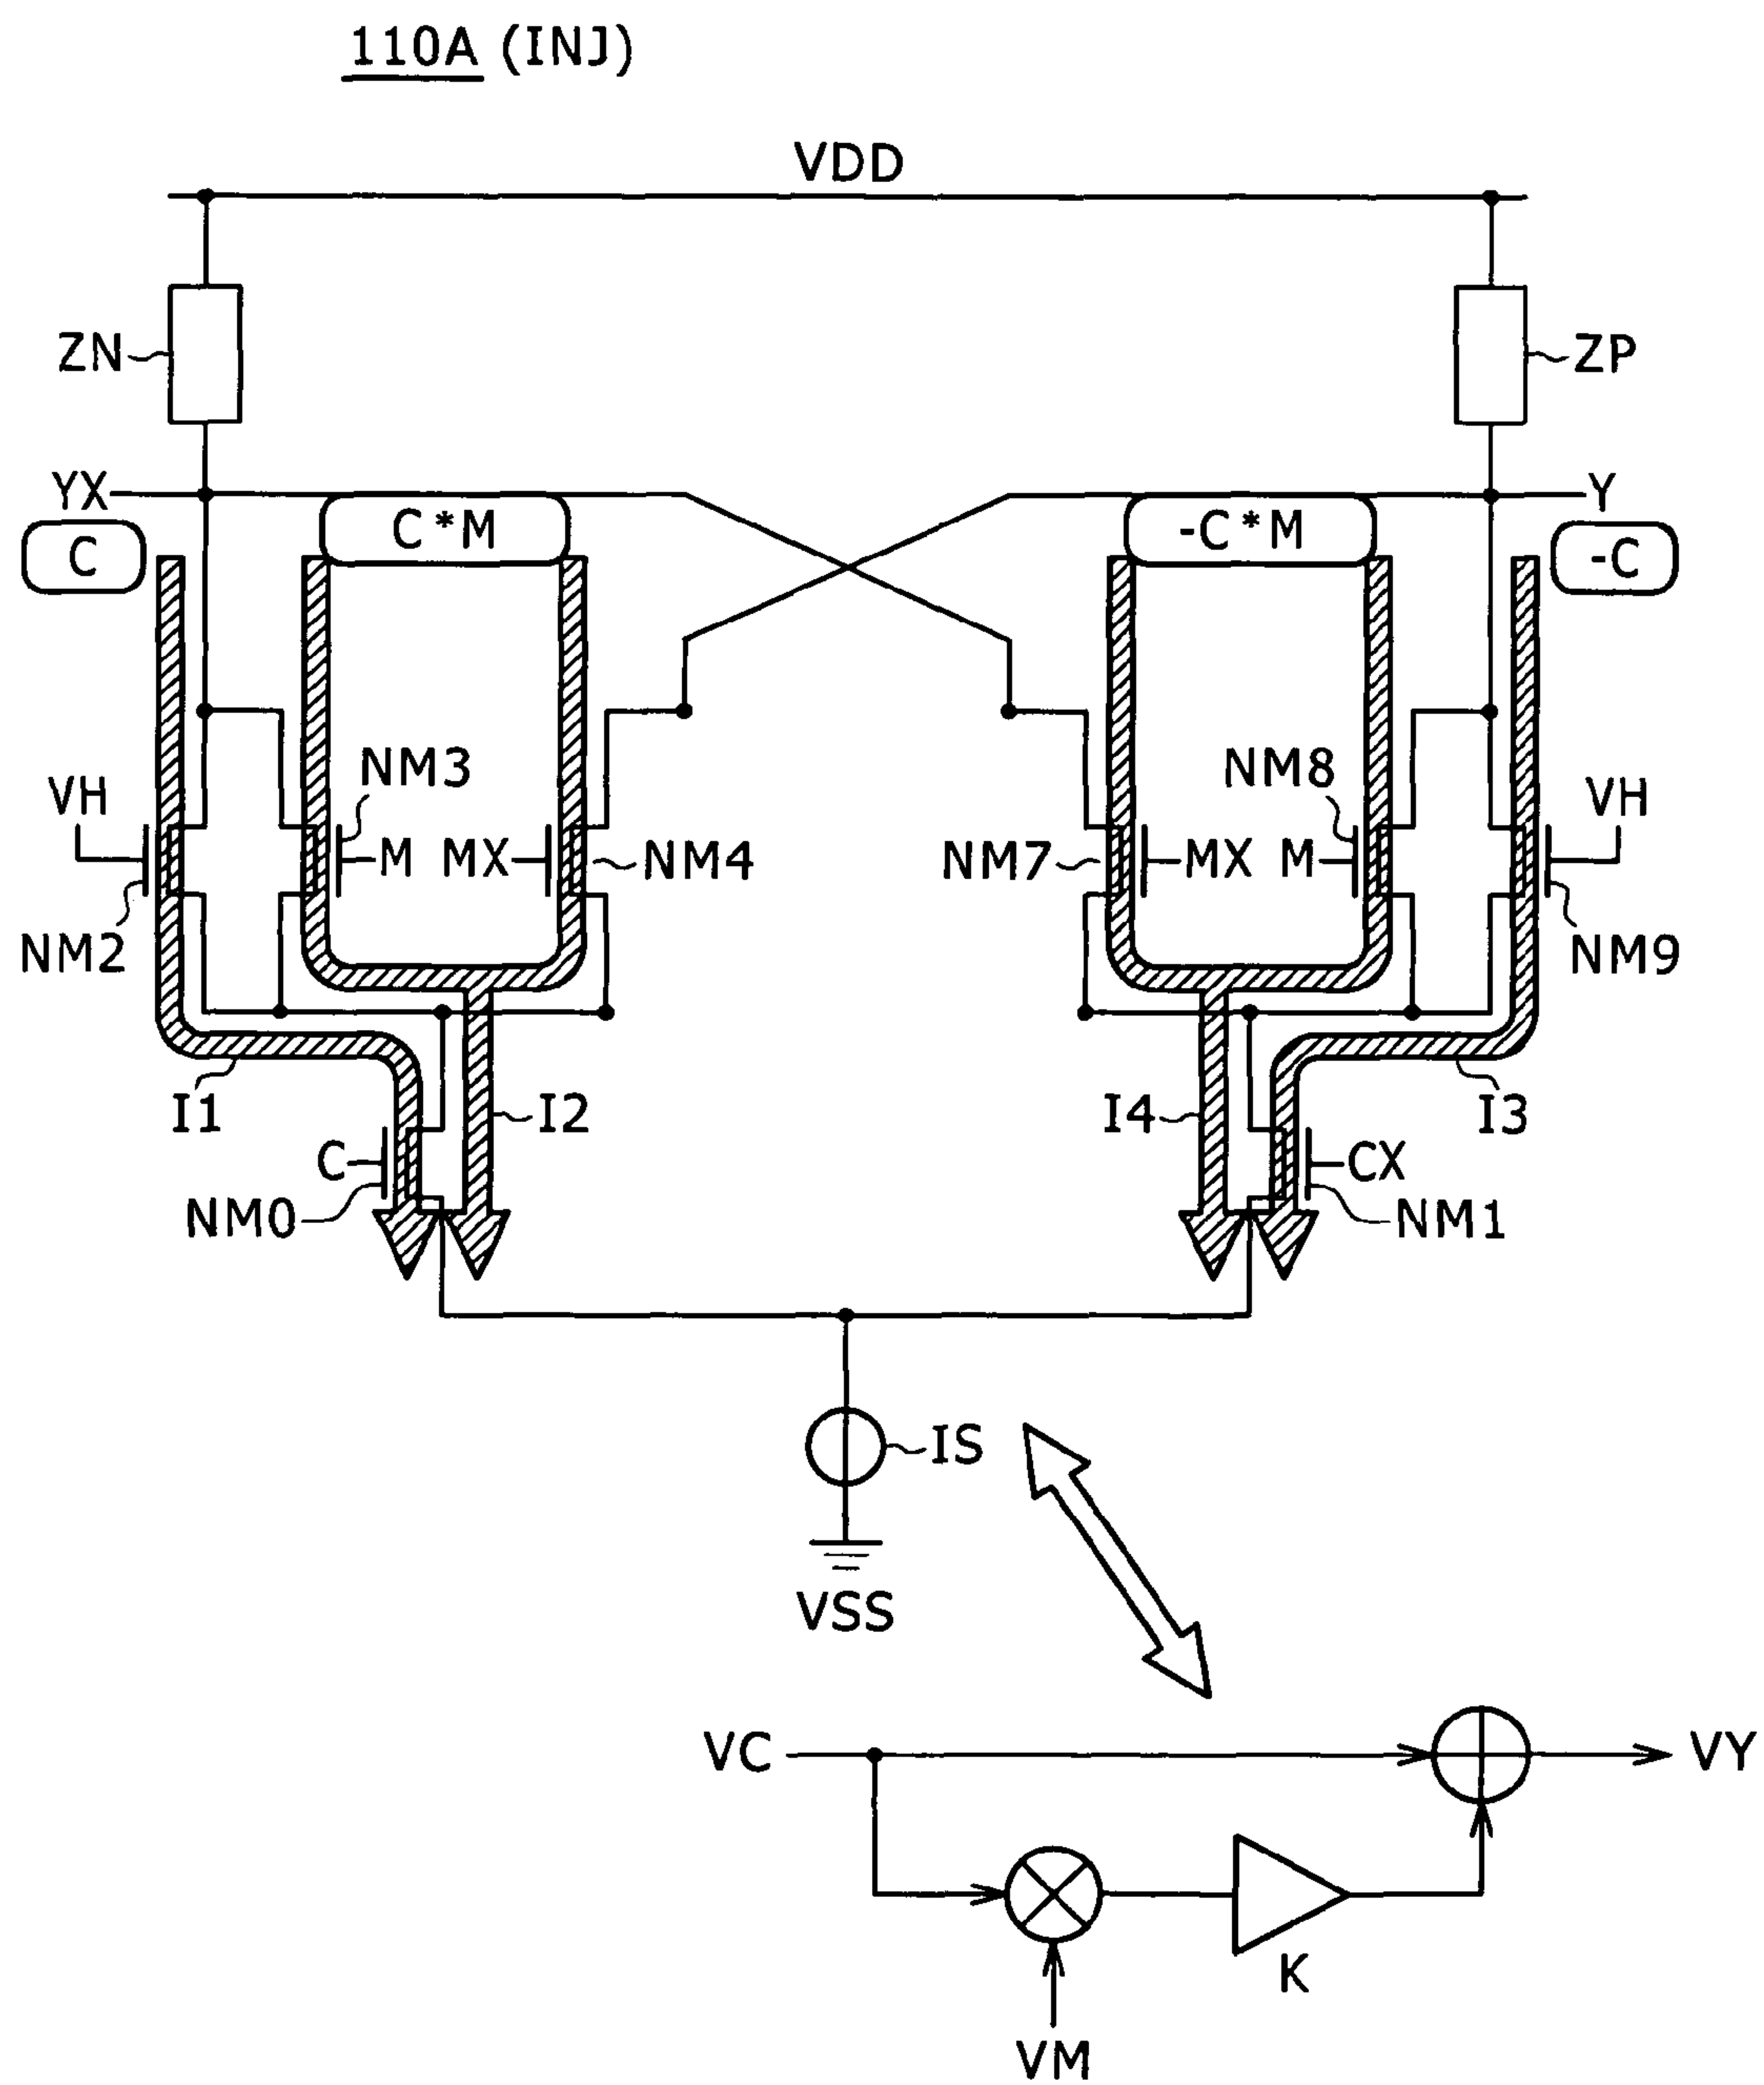 110A (INJ)
VDD
ZN
ZP
YX
Y
C
C*M
-C*M
-C
NM3
NM8
VH
VH
M
MX
NM4
NM7
MX
M
NM2
NM9
I1
I2
I4
I3
C
CX
NM0
NM1
IS
VSS
VC
VY
K
VM